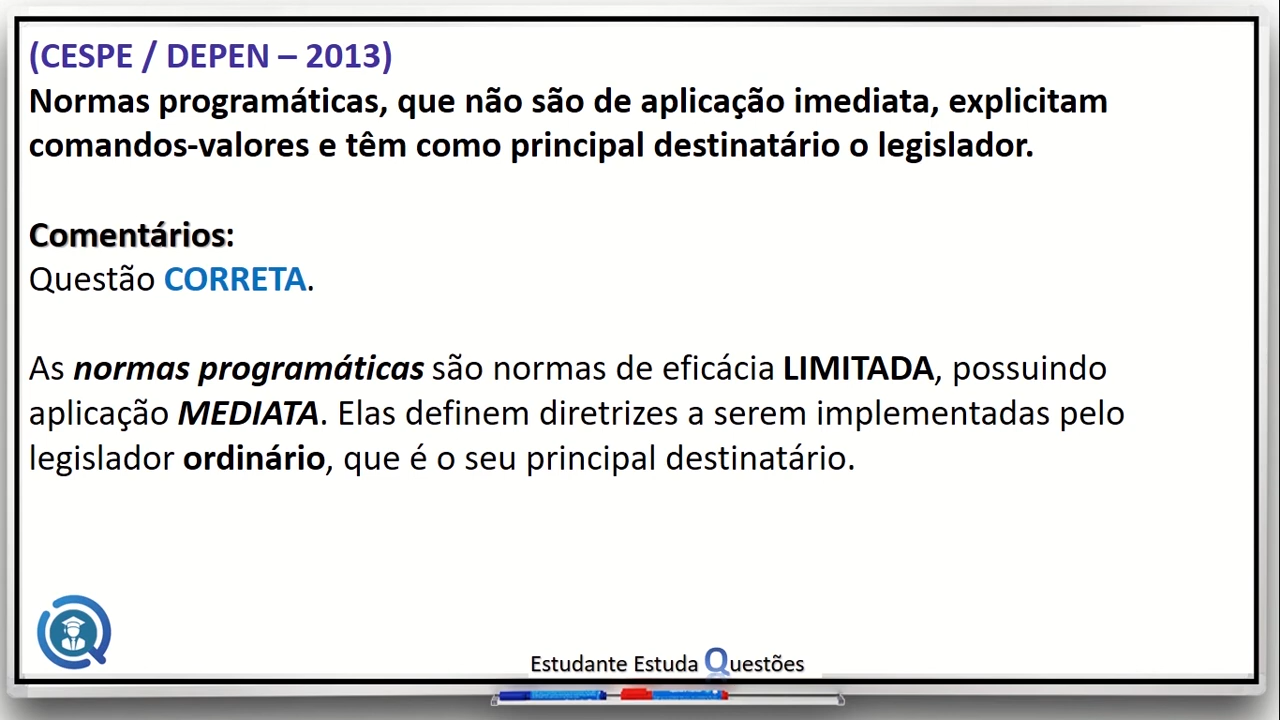 (CESPE / DEPEN – 2013)
Normas programáticas, que não são de aplicação imediata, explicitam
comandos-valores e têm como principal destinatário o legislador.
Comentários:
Questão CORRETA.
As normas programáticas são normas de eficácia LIMITADA, possuindo
aplicação MEDIATA. Elas definem diretrizes a serem implementadas pelo
legislador ordinário, que é o seu principal destinatário.
Estudante Estuda Questões